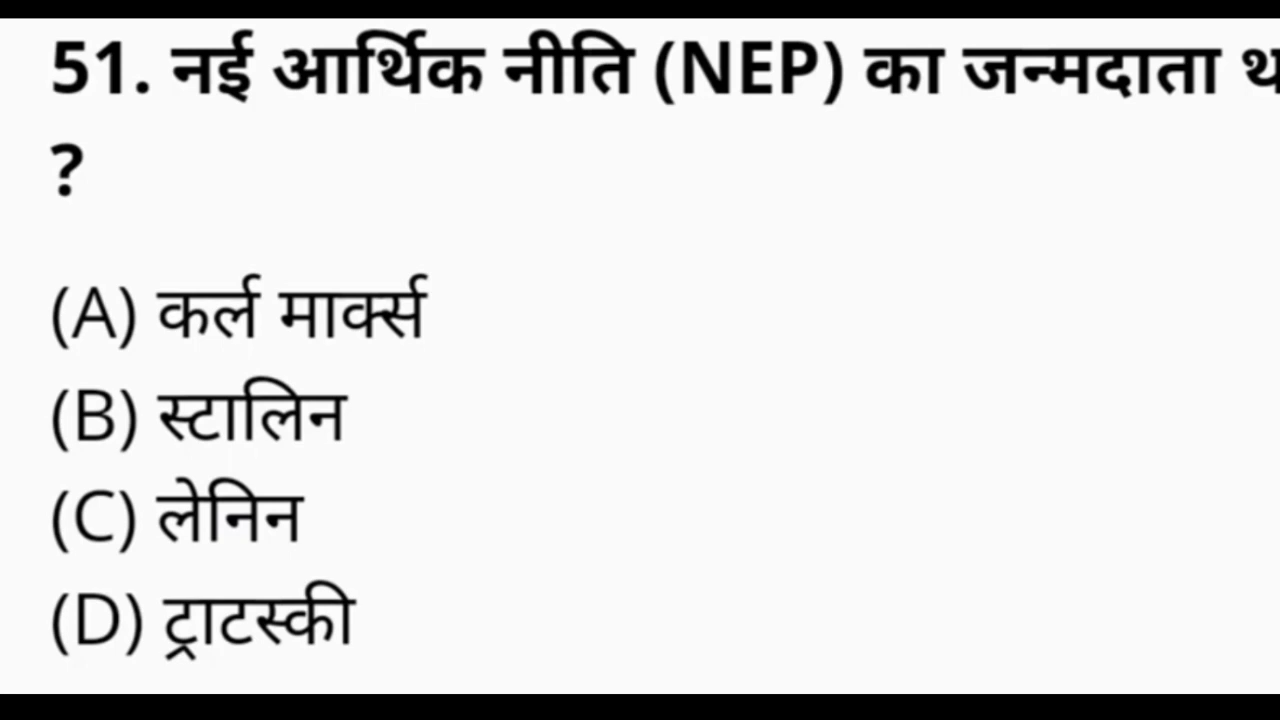 51. नई आर्थिक नीति (NEP) का जन्मदाता
?
(A) कर्ल मार्क्स
(B) स्टालिन
(C) लेनिन
(D) ट्राटस्की